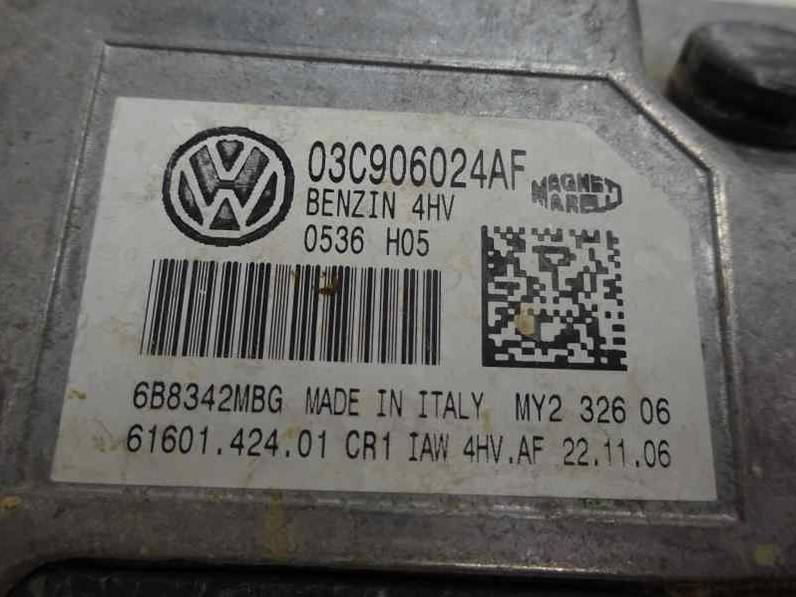 03C906024AF
MAGNETI
MARELLI
BENZIN 4HV
0536 H05
6B8342MBG MADE IN ITALY MY2 326 06
61601.424.01 CR1 IAW 4HV.AF 22.11.06